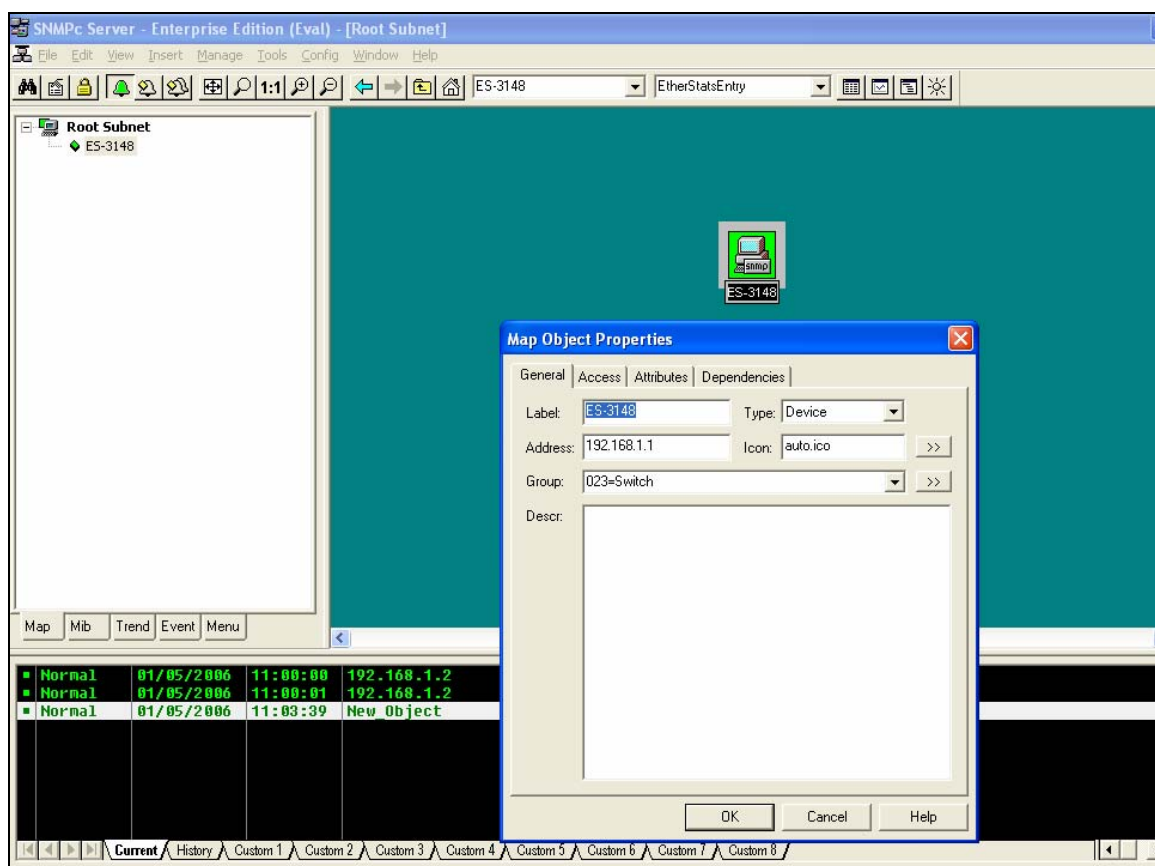 SNMPc Server - Enterprise Edition (Eval) - [Root Subnet]
File Edit View Insert Manage Tools Config Window Help
1:1 ES-3148 EtherStatsEntry
Root Subnet
ES-3148
snmp
ES-3148
Map Object Properties
General Access Attributes Dependencies
Label: ES-3148 Type: Device
Address: 192.168.1.1 Icon: auto.ico >>
Group: 023=Switch >>
Descr:
OK Cancel Help
Map Mib Trend Event Menu
Normal 01/05/2006 11:00:00 192.168.1.2
Normal 01/05/2006 11:00:01 192.168.1.2
Normal 01/05/2006 11:03:39 New_Object
Current History Custom 1 Custom 2 Custom 3 Custom 4 Custom 5 Custom 6 Custom 7 Custom 8